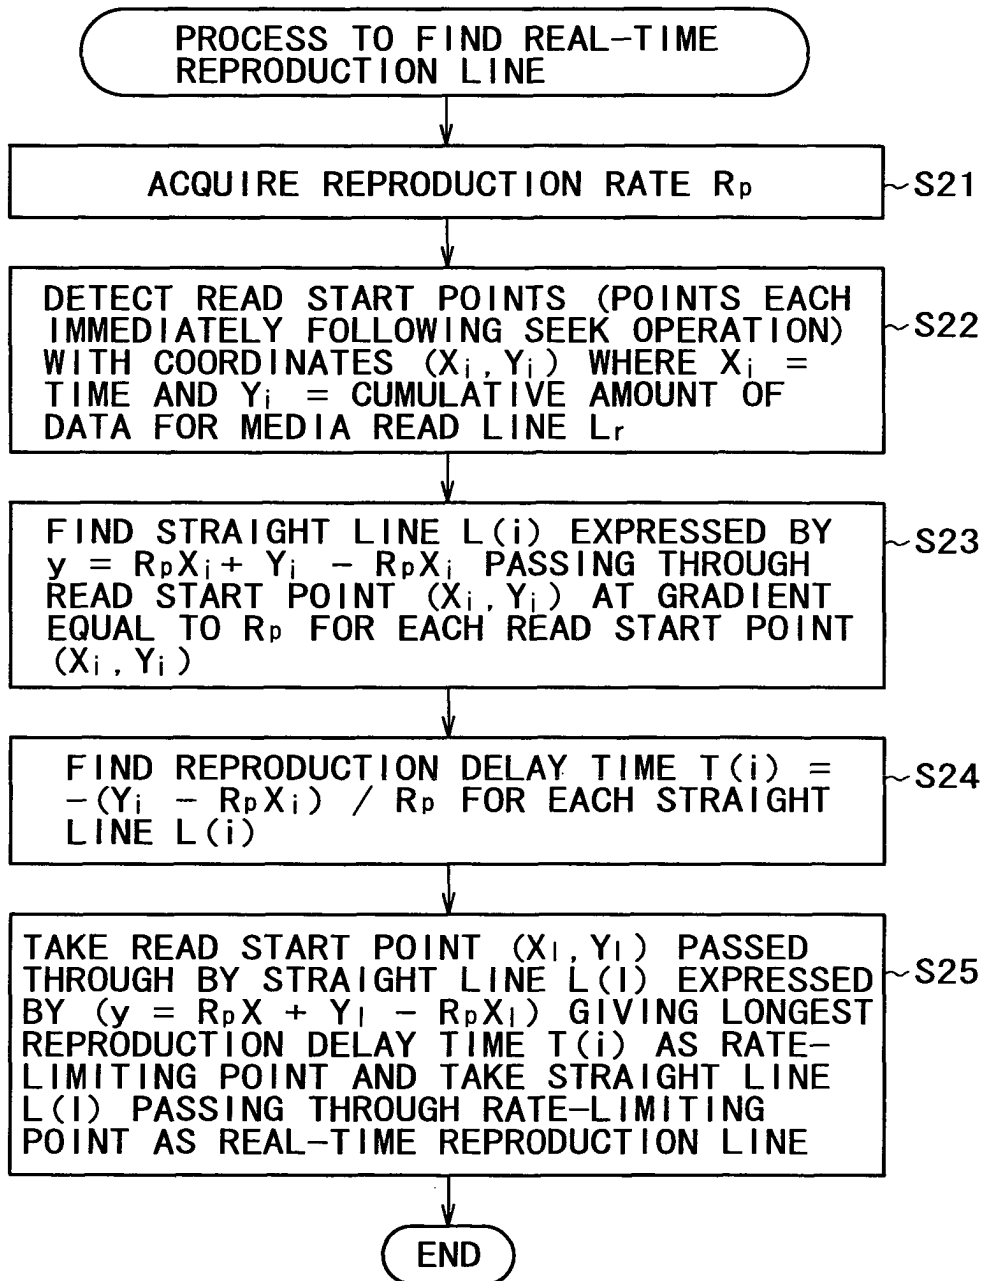 PROCESS TO FIND REAL-TIME
REPRODUCTION LINE
ACQUIRE REPRODUCTION RATE Rp
S21
DETECT READ START POINTS (POINTS EACH
IMMEDIATELY FOLLOWING SEEK OPERATION)
WITH COORDINATES (Xi, Yi) WHERE Xi =
TIME AND Yi = CUMULATIVE AMOUNT OF
DATA FOR MEDIA READ LINE Lr
S22
FIND STRAIGHT LINE L(i) EXPRESSED BY
y = RpXi + Yi - RpXi PASSING THROUGH
READ START POINT (Xi, Yi) AT GRADIENT
EQUAL TO Rp FOR EACH READ START POINT
(Xi, Yi)
S23
FIND REPRODUCTION DELAY TIME T(i) =
-(Yi - RpXi) / Rp FOR EACH STRAIGHT
LINE L(i)
S24
TAKE READ START POINT (Xl, Yl) PASSED
THROUGH BY STRAIGHT LINE L(l) EXPRESSED
BY (y = RpX + Yl - RpXl) GIVING LONGEST
REPRODUCTION DELAY TIME T(i) AS RATE-
LIMITING POINT AND TAKE STRAIGHT LINE
L(l) PASSING THROUGH RATE-LIMITING
POINT AS REAL-TIME REPRODUCTION LINE
S25
END